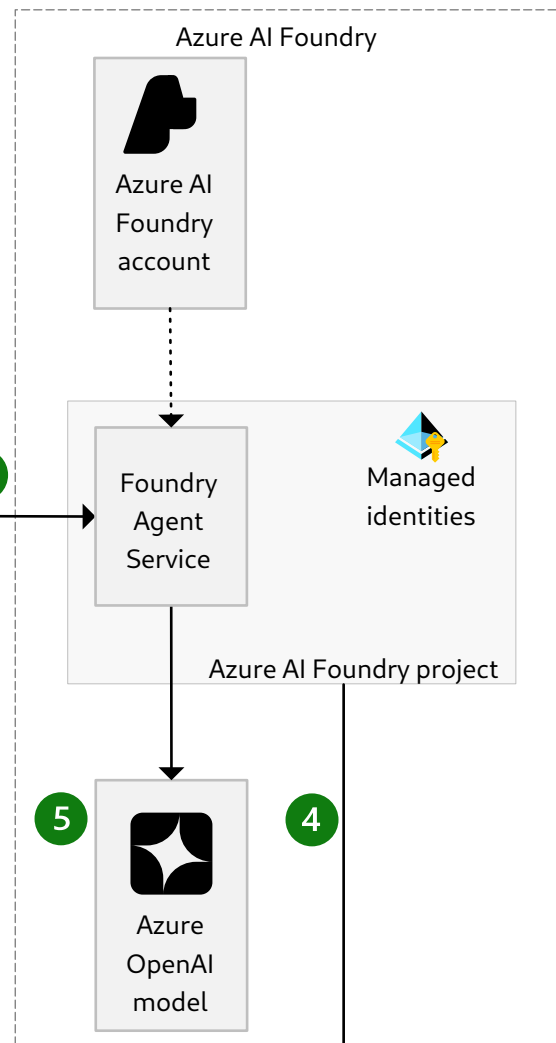 Azure AI Foundry
Azure AI
Foundry
account
Foundry
Agent
Service
Managed
identities
Azure AI Foundry project
5
4
Azure
OpenAI
model